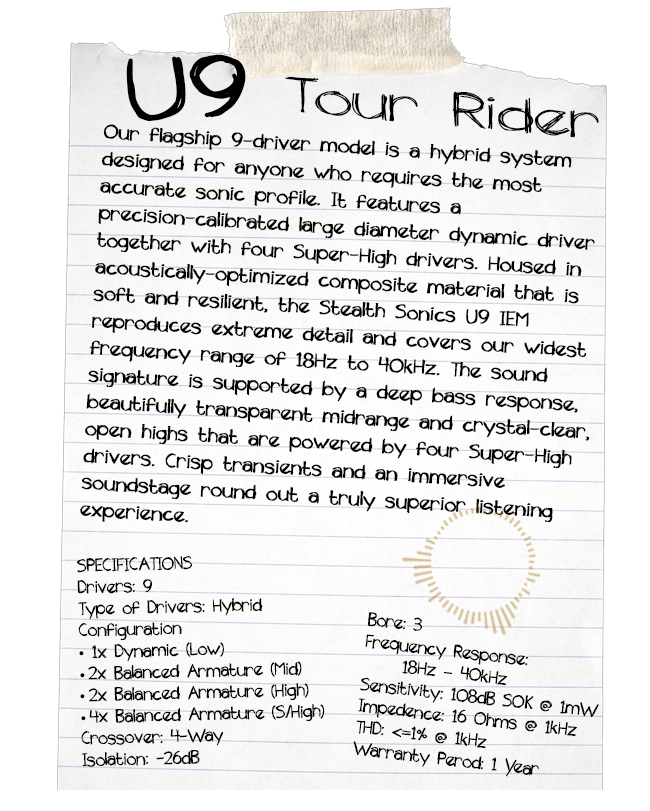 U9 Tour Rider
Our flagship 9-driver model is a hybrid system
designed for anyone who requires the most
accurate sonic profile. It features a
precision-calibrated large diameter dynamic driver
together with four Super-High drivers. Housed in
acoustically-optimized composite material that is
soft and resilient, the Stealth Sonics U9 IEM
reproduces extreme detail and covers our widest
frequency range of 18Hz to 40kHz. The sound
signature is supported by a deep bass response,
beautifully transparent midrange and crystal-clear,
open highs that are powered by four Super-High
drivers. Crisp transients and an immersive
soundstage round out a truly superior listening
experience.
SPECIFICATIONS
Drivers: 9
Type of Drivers: Hybrid
Configuration
• 1x Dynamic (Low)
• 2x Balanced Armature (Mid)
• 2x Balanced Armature (High)
• 4x Balanced Armature (S/High)
Crossover: 4-Way
Isolation: -26dB
Bore: 3
Frequency Response:
18Hz - 40kHz
Sensitivity: 108dB SOK @ 1mW
Impedence: 16 Ohms @ 1kHz
THD: <=1% @ 1kHz
Warranty Perod: 1 Year